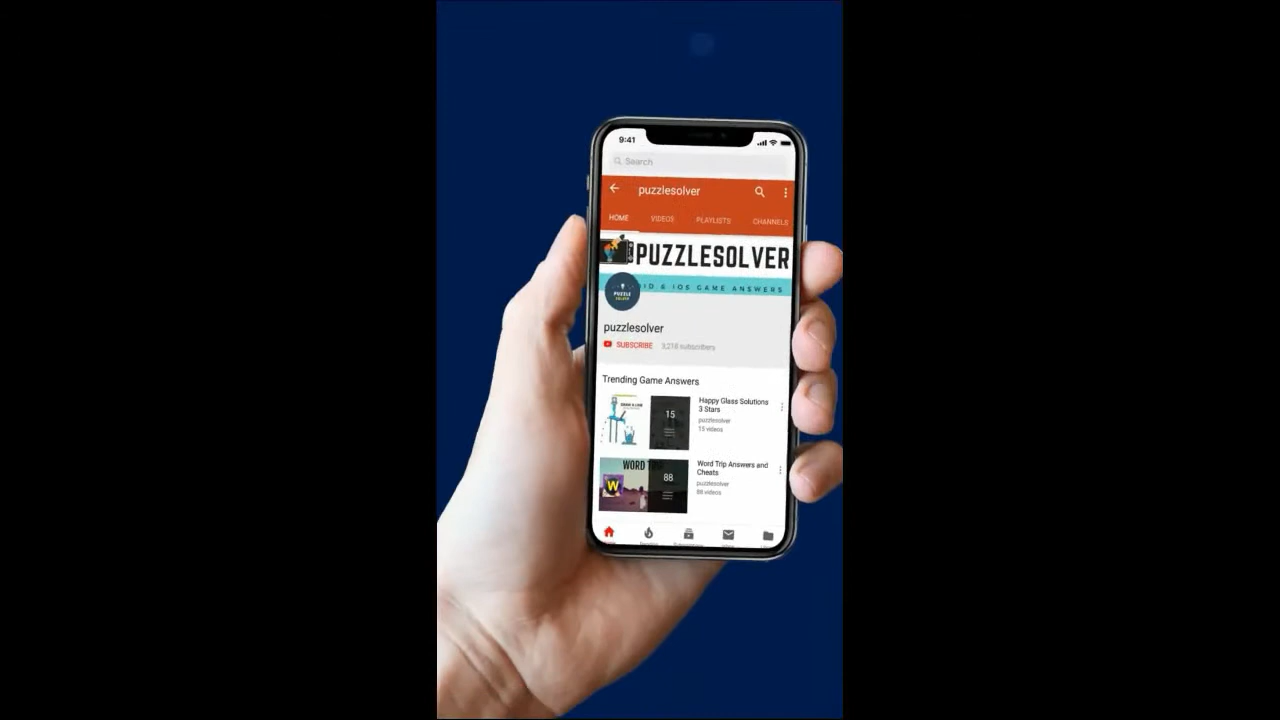 9:41
Search
puzzlesolver
HOME VIDEOS PLAYLISTS CHANNELS
PUZZLESOLVER
ID & IOS GAME ANSWERS
PUZZLE
SOLVER
puzzlesolver
SUBSCRIBE 3,218 subscribers
Trending Game Answers
15
Happy Glass Solutions
3 Stars
puzzlesolver
15 videos
WORD
W
88
Word Trip Answers and
Cheats
puzzlesolver
88 videos